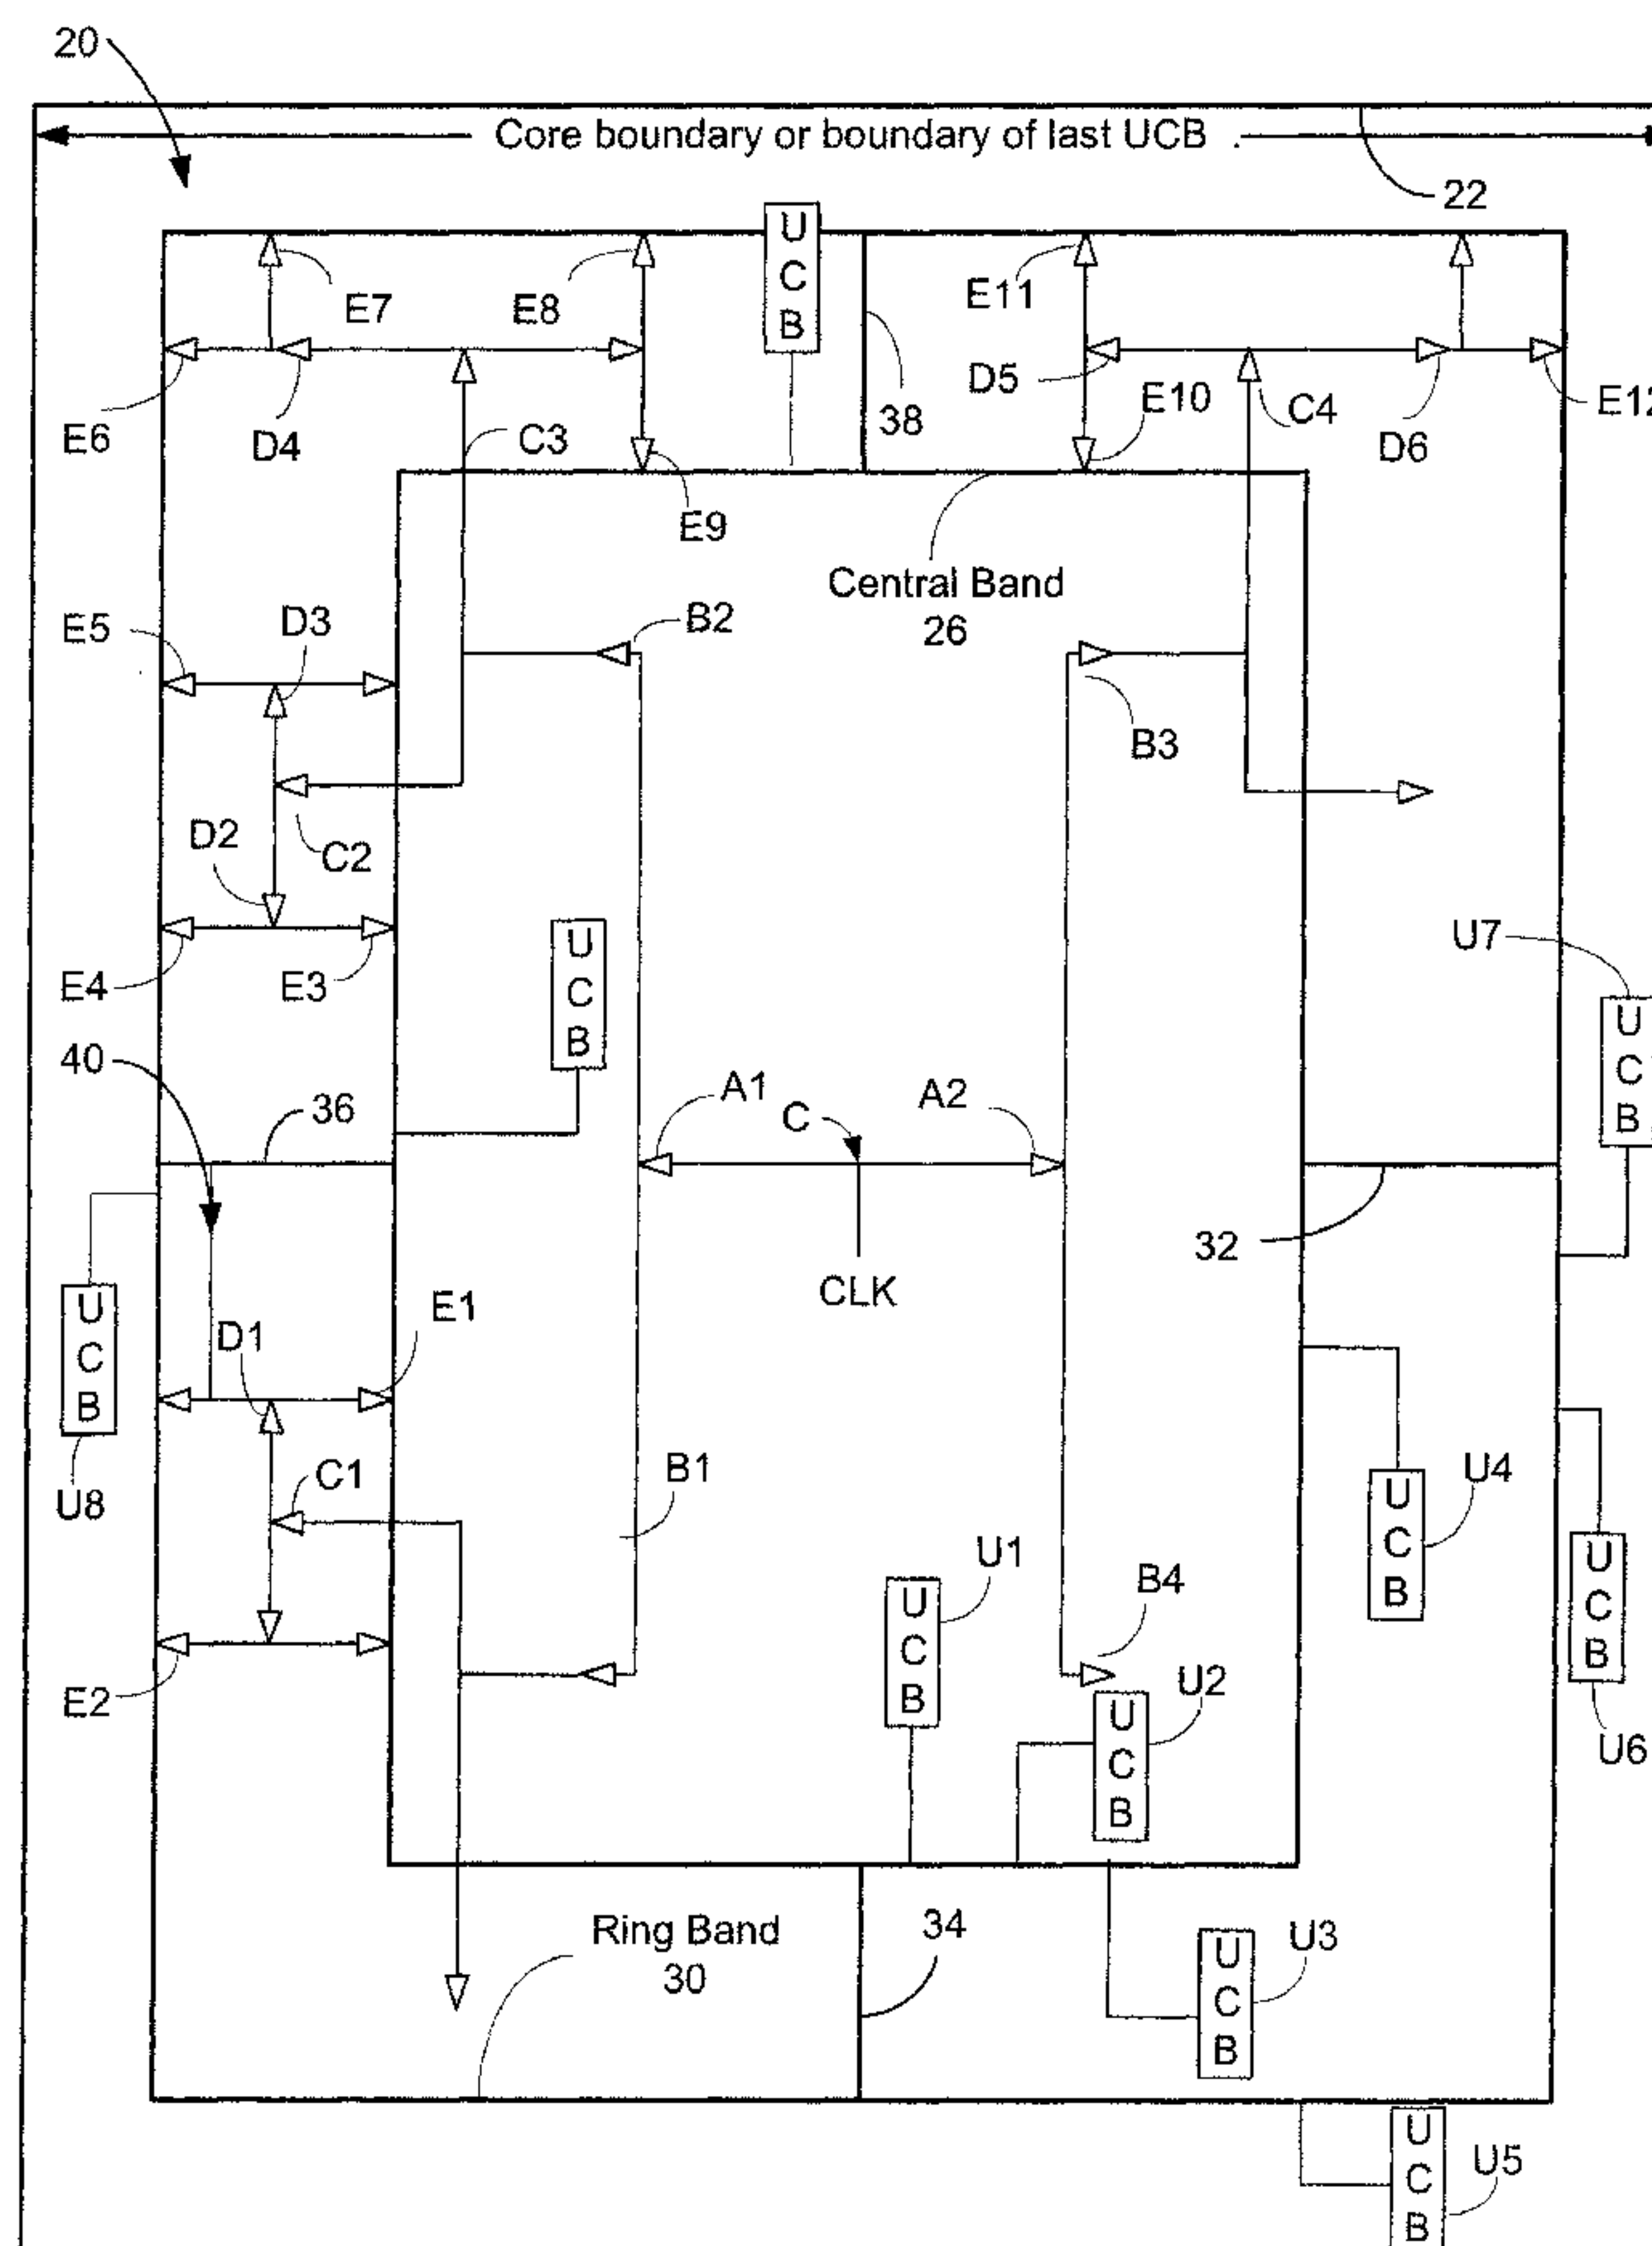 20
Core boundary or boundary of last UCB .
22
U
C
B
E7
E8
E11
E6
D4
C3
38
D5
E10
C4
D6
E9
Central Band
26
E5
D3
B2
B3
D2
C2
E4
E3
U
C
B
U7
U
C
B
40
36
A1
C
A2
32
CLK
U
C
B
U8
D1
E1
C1
B1
U1
U
C
B
B4
U2
U
C
B
U4
U
C
B
U
C
B
U6
E2
Ring Band
30
34
U3
U
C
B
U5
U
C
B